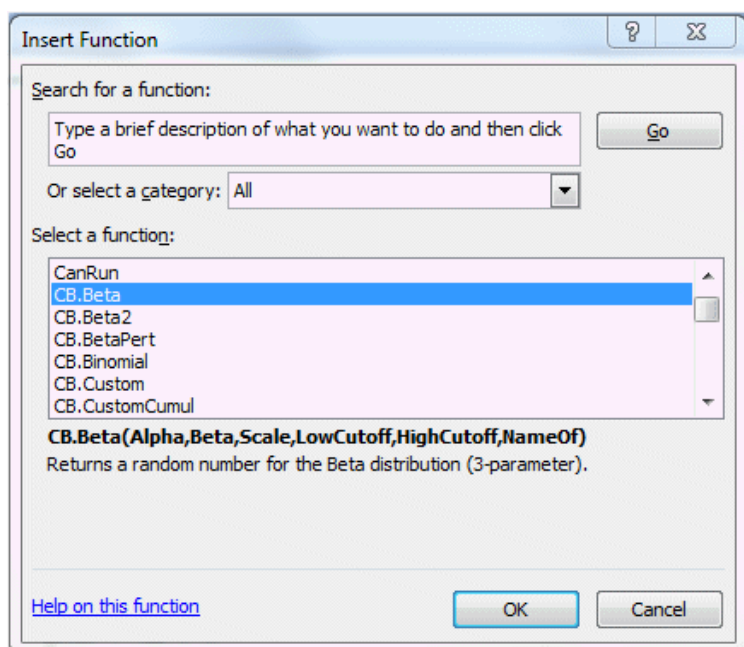 Insert Function
Search for a function:
Type a brief description of what you want to do and then click
Go
Go
Or select a category: All
Select a function:
CanRun
CB.Beta
CB.Beta2
CB.BetaPert
CB.Binomial
CB.Custom
CB.CustomCumul
CB.Beta(Alpha,Beta,Scale,LowCutoff,HighCutoff,NameOf)
Returns a random number for the Beta distribution (3-parameter).
Help on this function
OK
Cancel